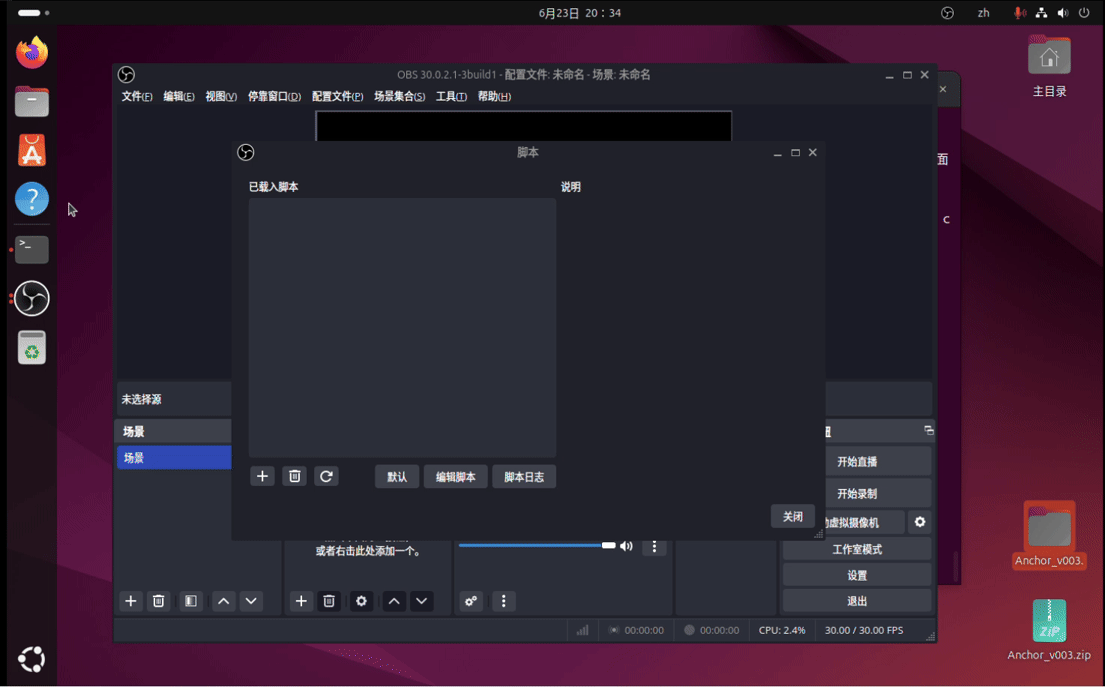 6月23日 20：34
zh
OBS 30.0.2.1-3build1 - 配置文件: 未命名 - 场景: 未命名
文件(F) 编辑(E) 视图(V) 停靠窗口(D) 配置文件(P) 场景集合(S) 工具(T) 帮助(H)
主目录
脚本
面
已载入脚本
说明
c
未选择源
场景
场景
默认
编辑脚本
脚本日志
关闭
开始直播
开始录制
虚拟摄像机
工作室模式
设置
退出
或者右击此处添加一个。
00:00:00
00:00:00
CPU: 2.4%
30.00 / 30.00 FPS
Anchor_v003.
ZiP
Anchor_v003.zip